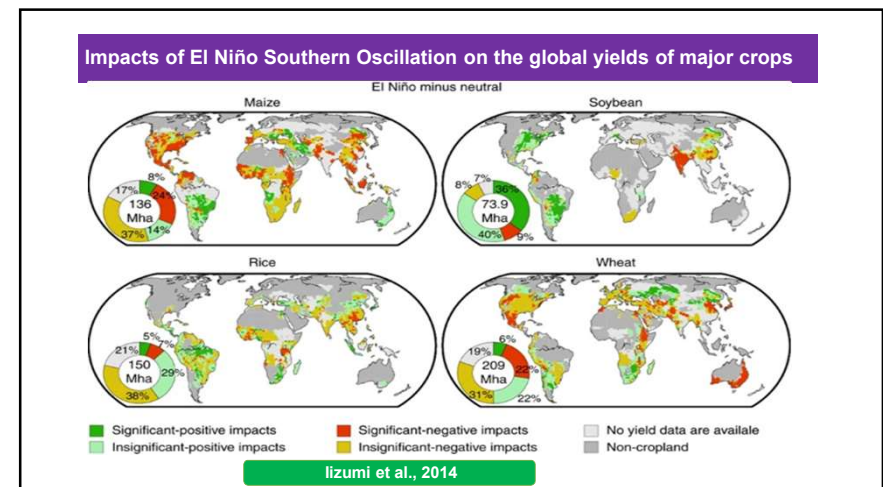 Impacts of El Niño Southern Oscillation on the global yields of major crops
El Niño minus neutral
Maize
Soybean
8%
17%
24%
136
Mha
37%
14%
7%
8%
36%
73.9
Mha
40%
9%
Rice
Wheat
5%
7%
21%
150
Mha
29%
38%
6%
19%
22%
209
Mha
31%
22%
Significant-positive impacts
Significant-negative impacts
No yield data are availale
Insignificant-positive impacts
Insignificant-negative impacts
Non-cropland
Iizumi et al., 2014